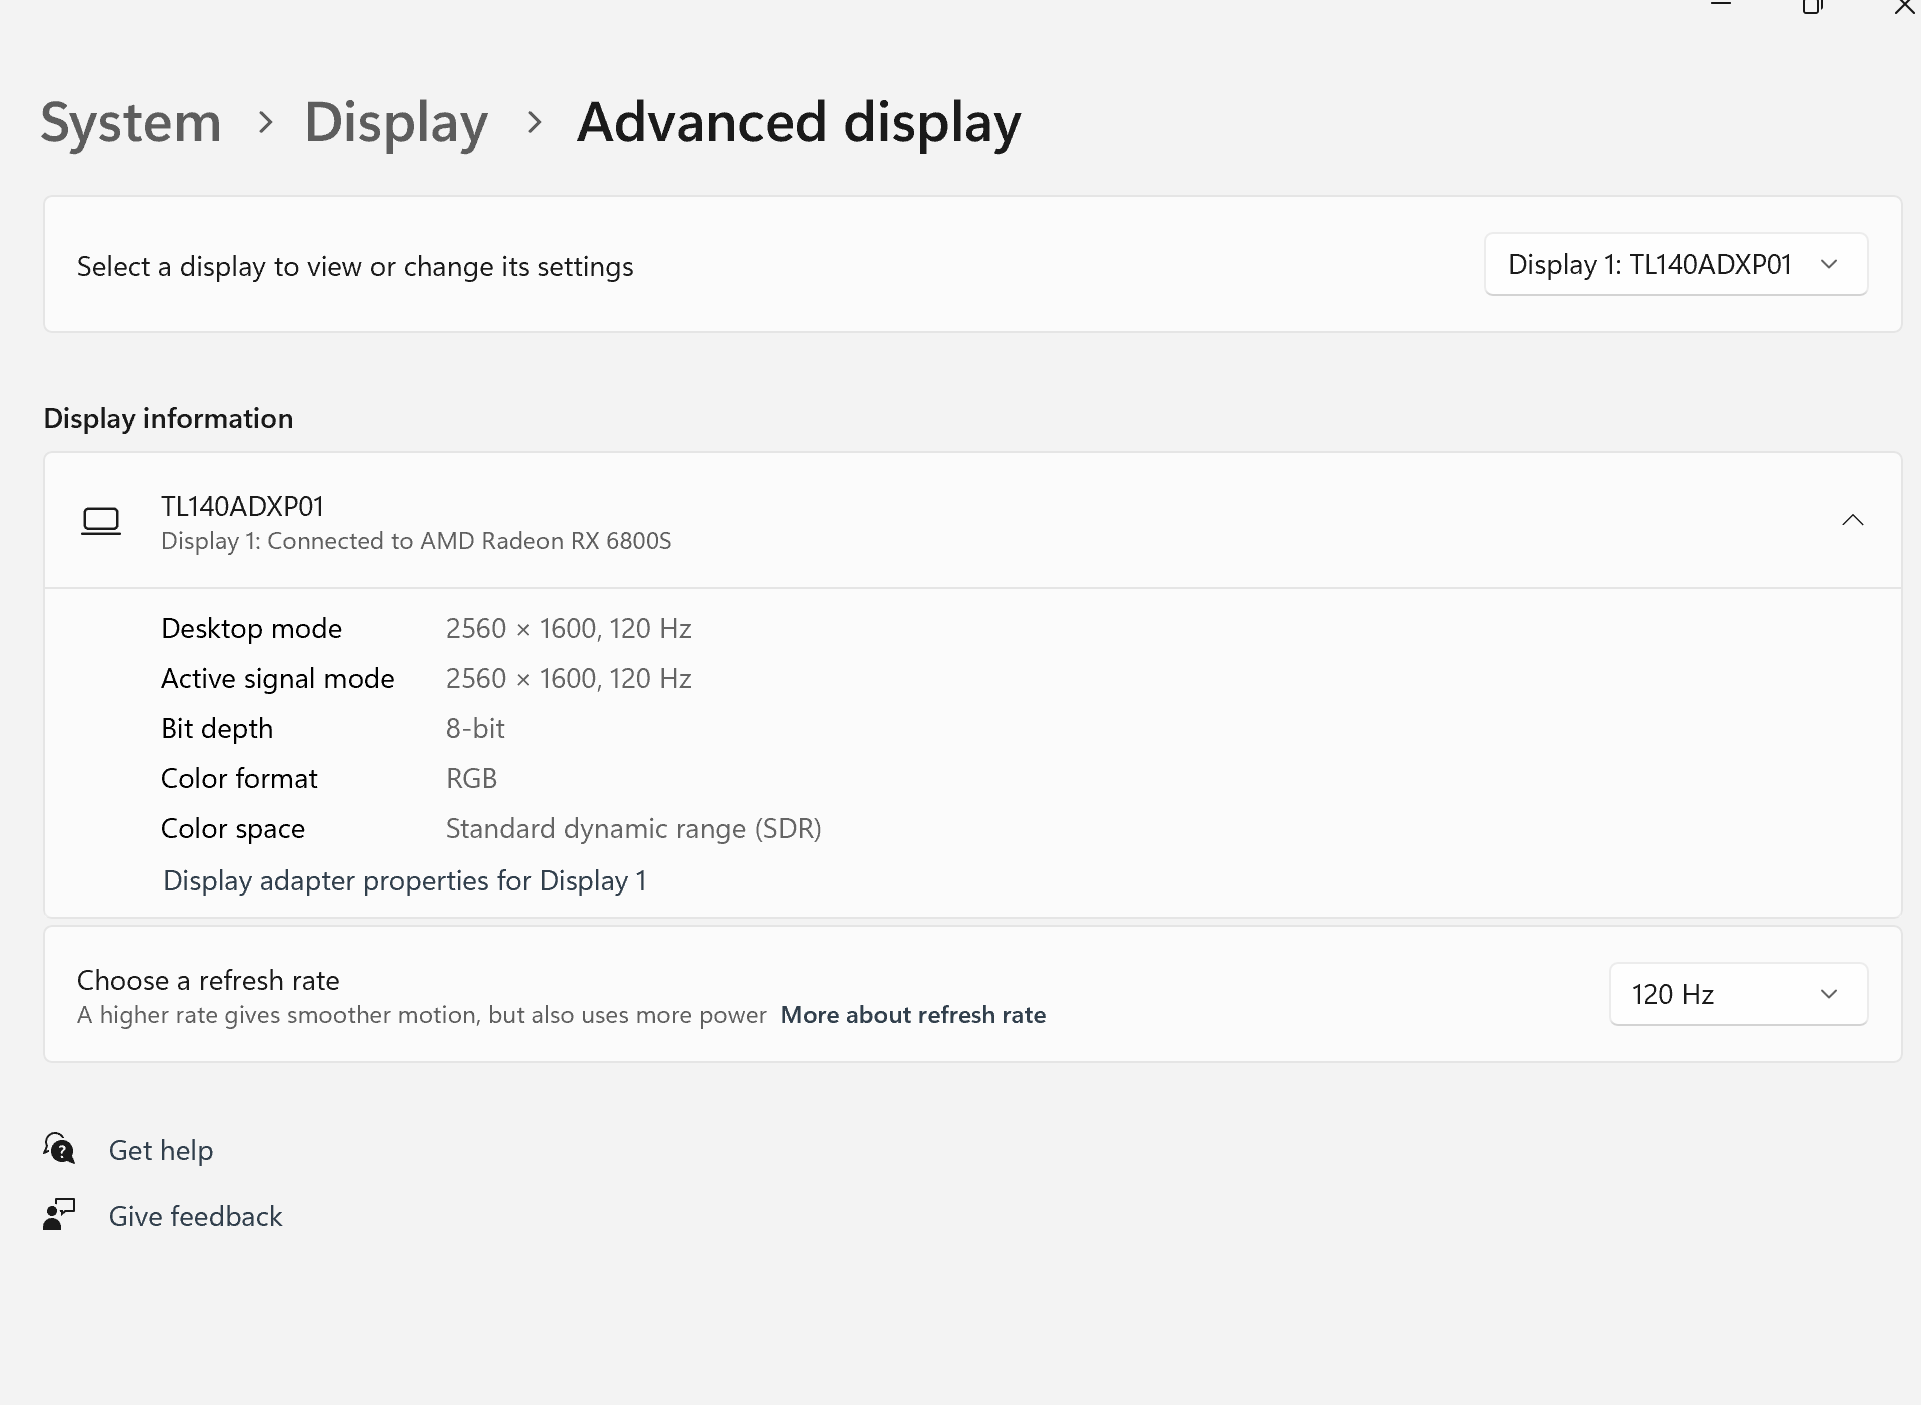 System > Display > Advanced display
Select a display to view or change its settings
Display 1: TL140ADXP01
Display information
TL140ADXP01
Display 1: Connected to AMD Radeon RX 6800S
Desktop mode 2560 × 1600, 120 Hz
Active signal mode 2560 × 1600, 120 Hz
Bit depth 8-bit
Color format RGB
Color space Standard dynamic range (SDR)
Display adapter properties for Display 1
Choose a refresh rate
A higher rate gives smoother motion, but also uses more power More about refresh rate
120 Hz
Get help
Give feedback